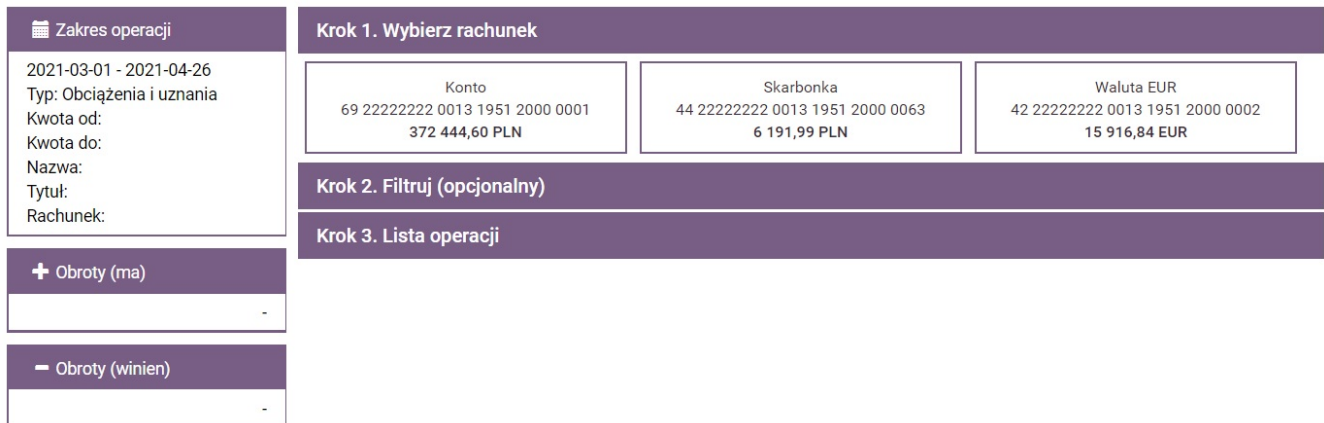 Zakres operacji
2021-03-01 - 2021-04-26
Typ: Obciążenia i uznania
Kwota od:
Kwota do:
Nazwa:
Tytuł:
Rachunek:
Obroty (ma)
-
Obroty (winien)
-
Krok 1. Wybierz rachunek
Konto
69 22222222 0013 1951 2000 0001
372 444,60 PLN
Skarbonka
44 22222222 0013 1951 2000 0063
6 191,99 PLN
Waluta EUR
42 22222222 0013 1951 2000 0002
15 916,84 EUR
Krok 2. Filtruj (opcjonalny)
Krok 3. Lista operacji